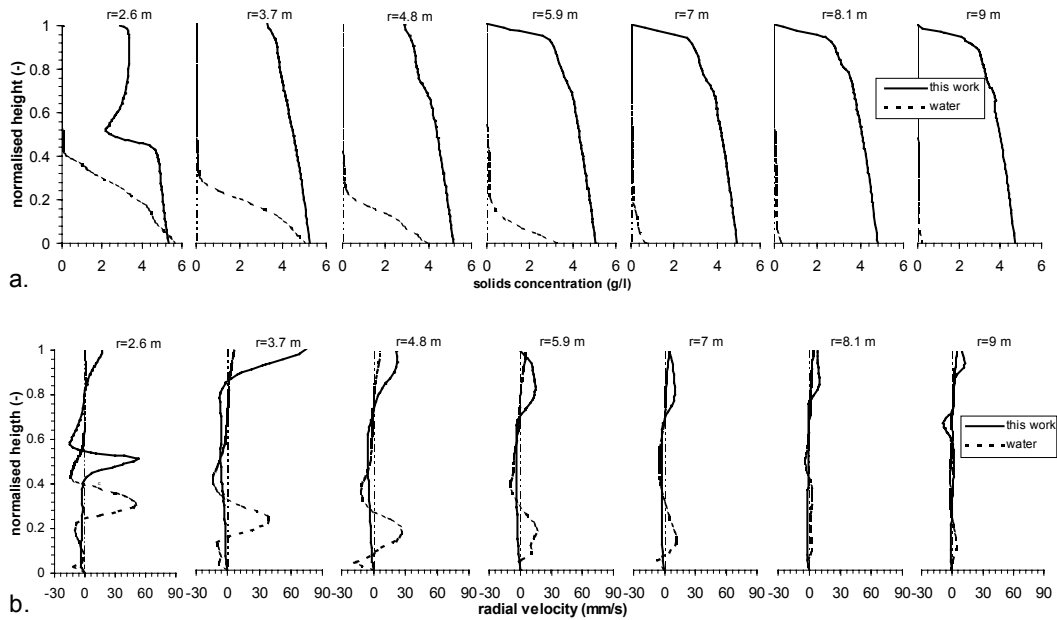 r=2.6 m r=3.7 m r=4.8 m r=5.9 m r=7 m r=8.1 m r=9 m
normalised height (-)
1
0.8
0.6
0.4
0.2
0
this work
water
0 2 4 6 0 2 4 6 0 2 4 6 0 2 4 6 0 2 4 6 0 2 4 6 0 2 4 6
a.
solids concentration (g/l)
r=2.6 m r=3.7 m r=4.8 m r=5.9 m r=7 m r=8.1 m r=9 m
normalised heigth (-)
1
0.8
0.6
0.4
0.2
0
this work
water
-30 0 30 60 90 -30 0 30 60 90 -30 0 30 60 90 -30 0 30 60 90 -30 0 30 60 90 -30 0 30 60 90 -30 0 30 60 90
b.
radial velocity (mm/s)